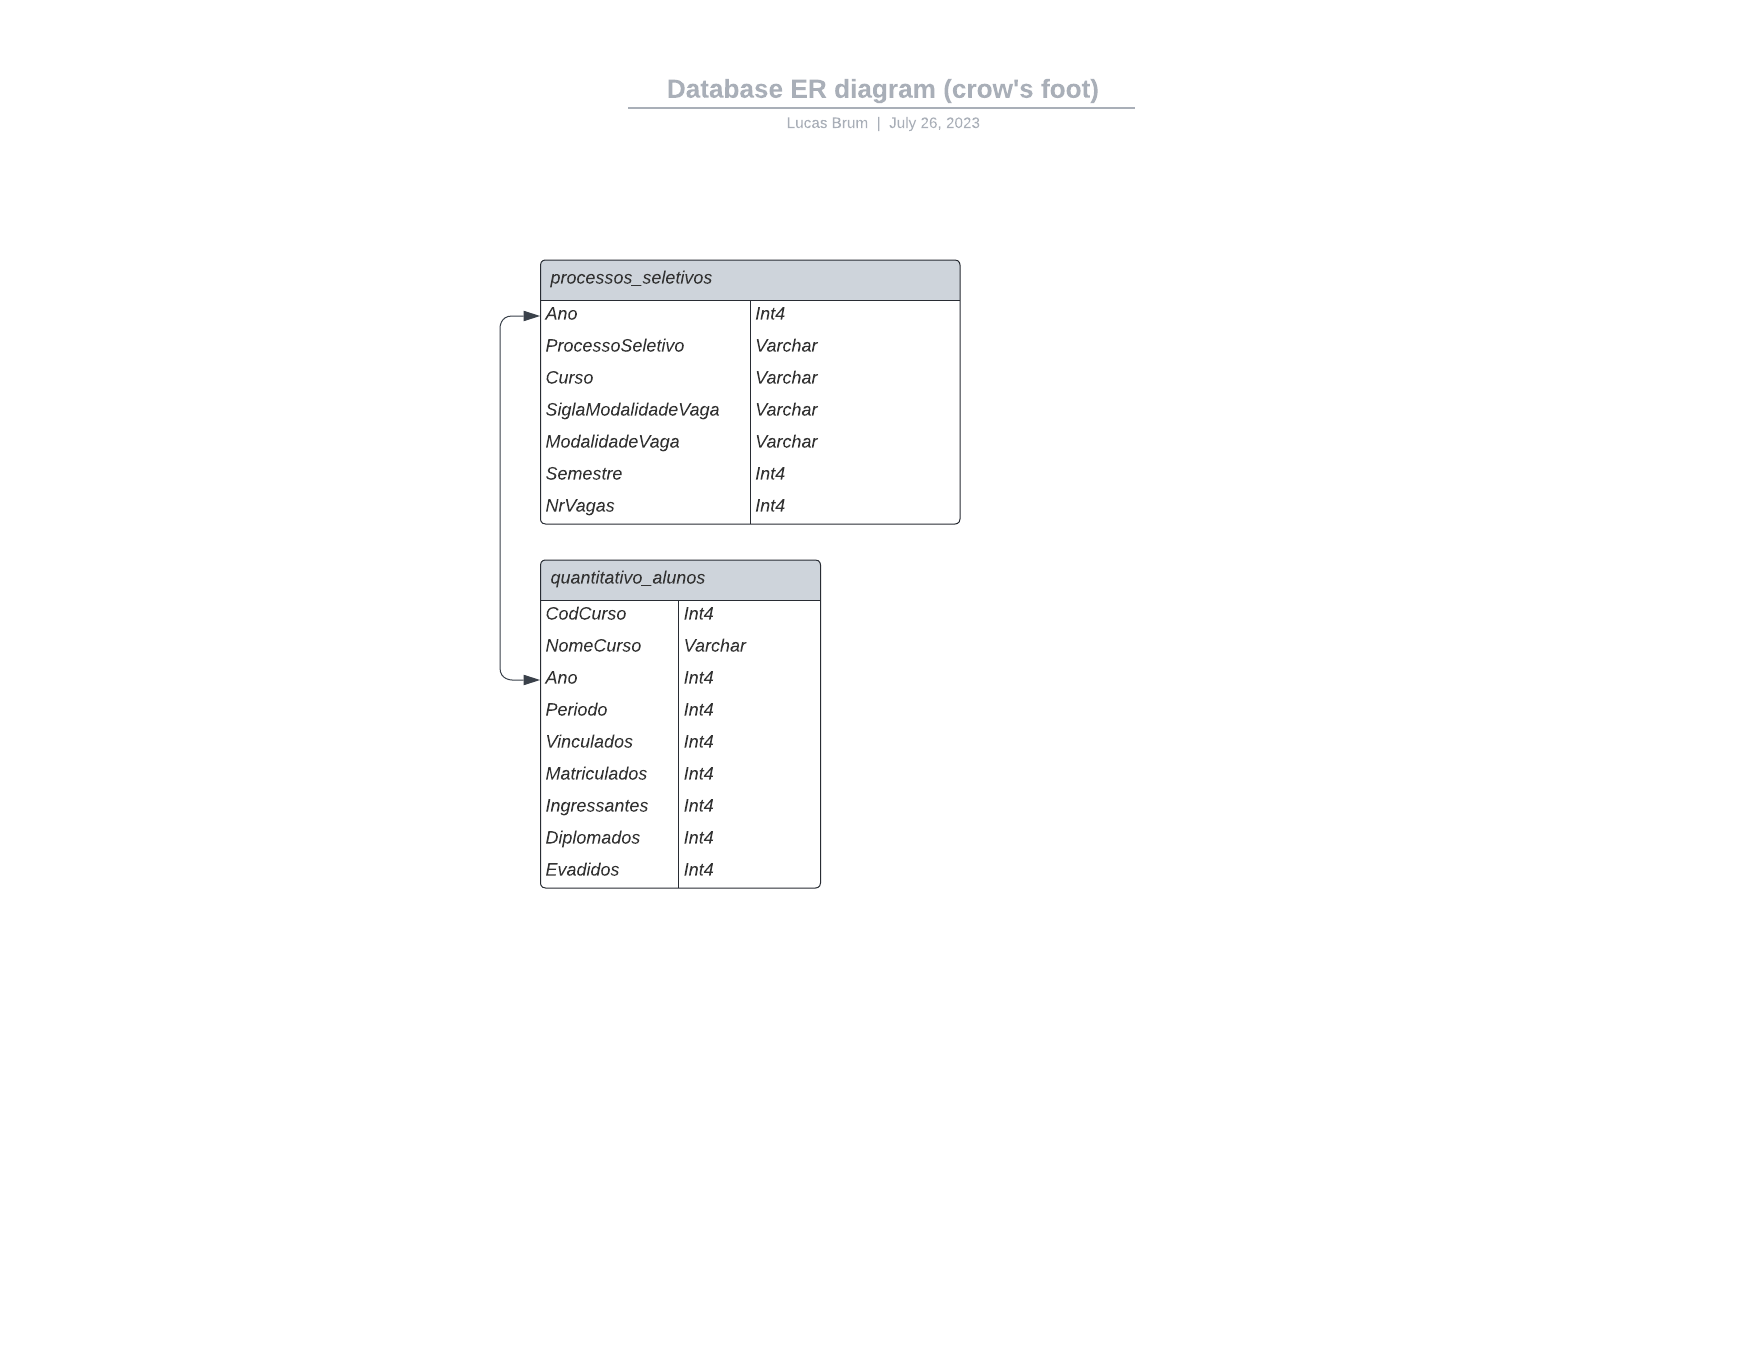 Database ER diagram (crow's foot)
Lucas Brum | July 26, 2023
processos_seletivos
Ano Int4
ProcessoSeletivo Varchar
Curso Varchar
SiglaModalidadeVaga Varchar
ModalidadeVaga Varchar
Semestre Int4
NrVagas Int4
quantitativo_alunos
CodCurso Int4
NomeCurso Varchar
Ano Int4
Periodo Int4
Vinculados Int4
Matriculados Int4
Ingressantes Int4
Diplomados Int4
Evadidos Int4